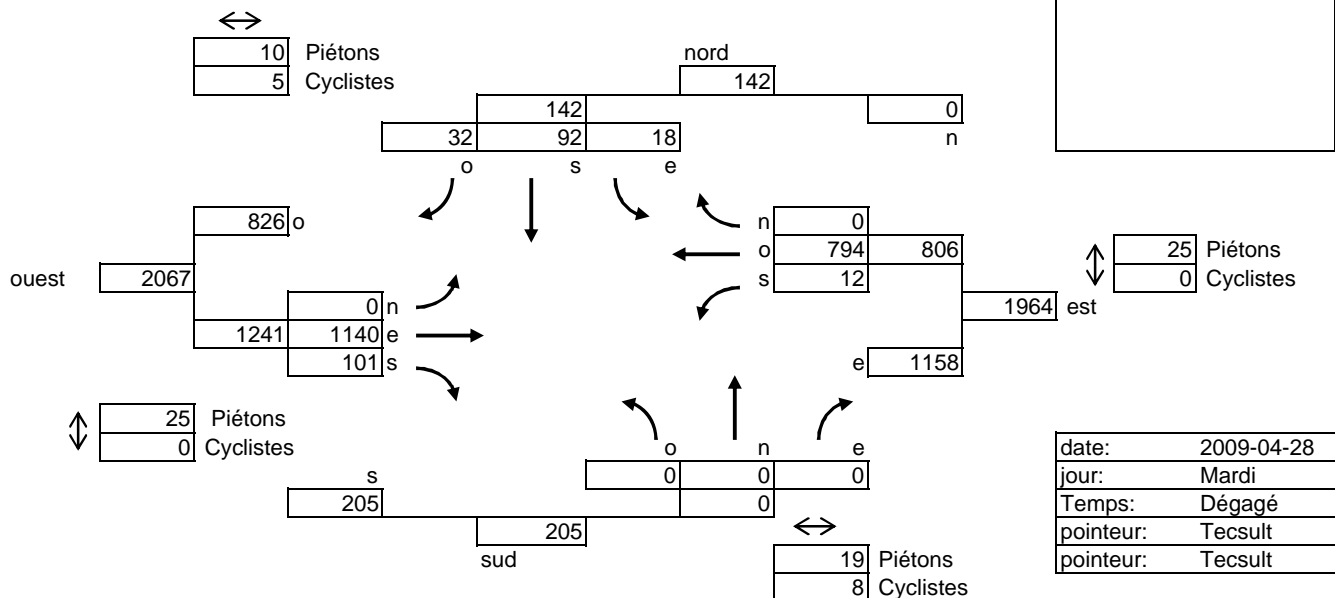 10 Piétons
5 Cyclistes
nord
142
142 0
32 92 18 n
o s e
826 o
n 0
o 794 806
s 12
25 Piétons
0 Cyclistes
ouest 2067
0 n
1241 1140 e
101 s
1964 est
e 1158
25 Piétons
0 Cyclistes
o n e
0 0 0
s
205 0
205
sud
19 Piétons
8 Cyclistes
date: 2009-04-28
jour: Mardi
Temps: Dégagé
pointeur: Tecsult
pointeur: Tecsult